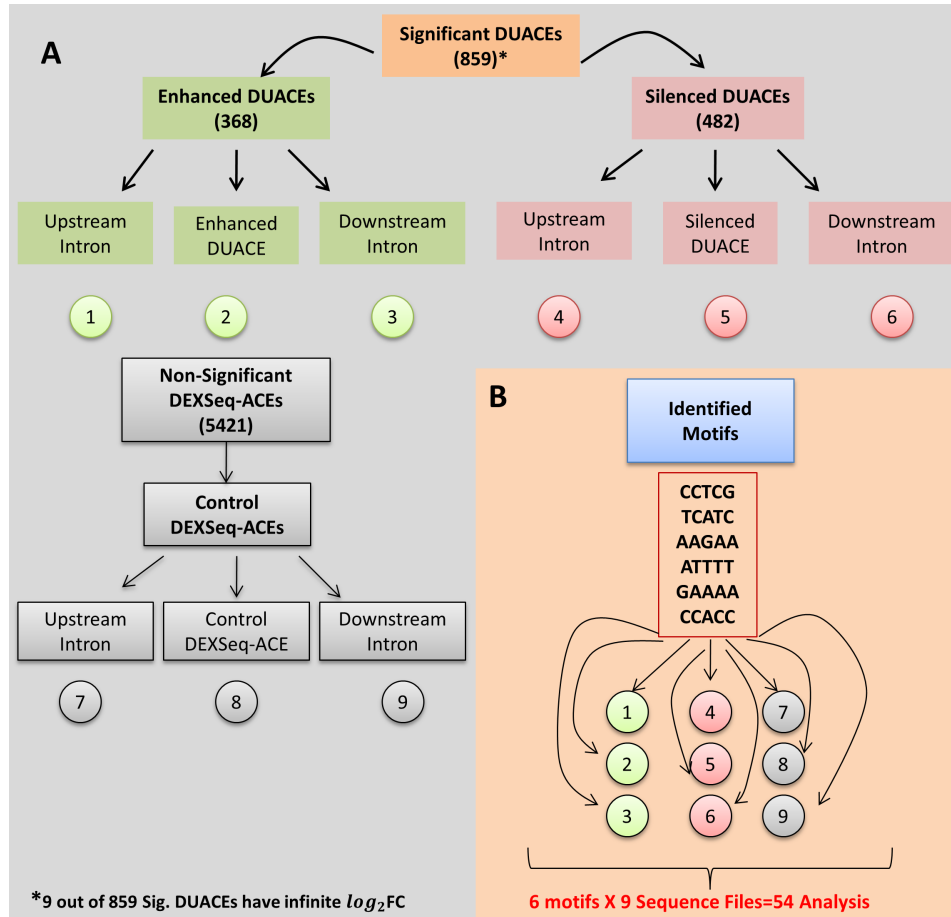 A
Significant DUACEs
(859)*
Enhanced DUACEs
(368)
Silenced DUACEs
(482)
Upstream
Intron
Enhanced
DUACE
Downstream
Intron
Upstream
Intron
Silenced
DUACE
Downstream
Intron
1
2
3
4
5
6
Non-Significant
DEXSeq-ACEs
(5421)
Control
DEXSeq-ACEs
Upstream
Intron
Control
DEXSeq-ACE
Downstream
Intron
7
8
9
*9 out of 859 Sig. DUACEs have infinite log₂FC
B
Identified
Motifs
CCTCG
TCATC
AAGAA
ATTTT
GAAAA
CCACC
1
4
7
2
5
8
3
6
9
6 motifs X 9 Sequence Files=54 Analysis